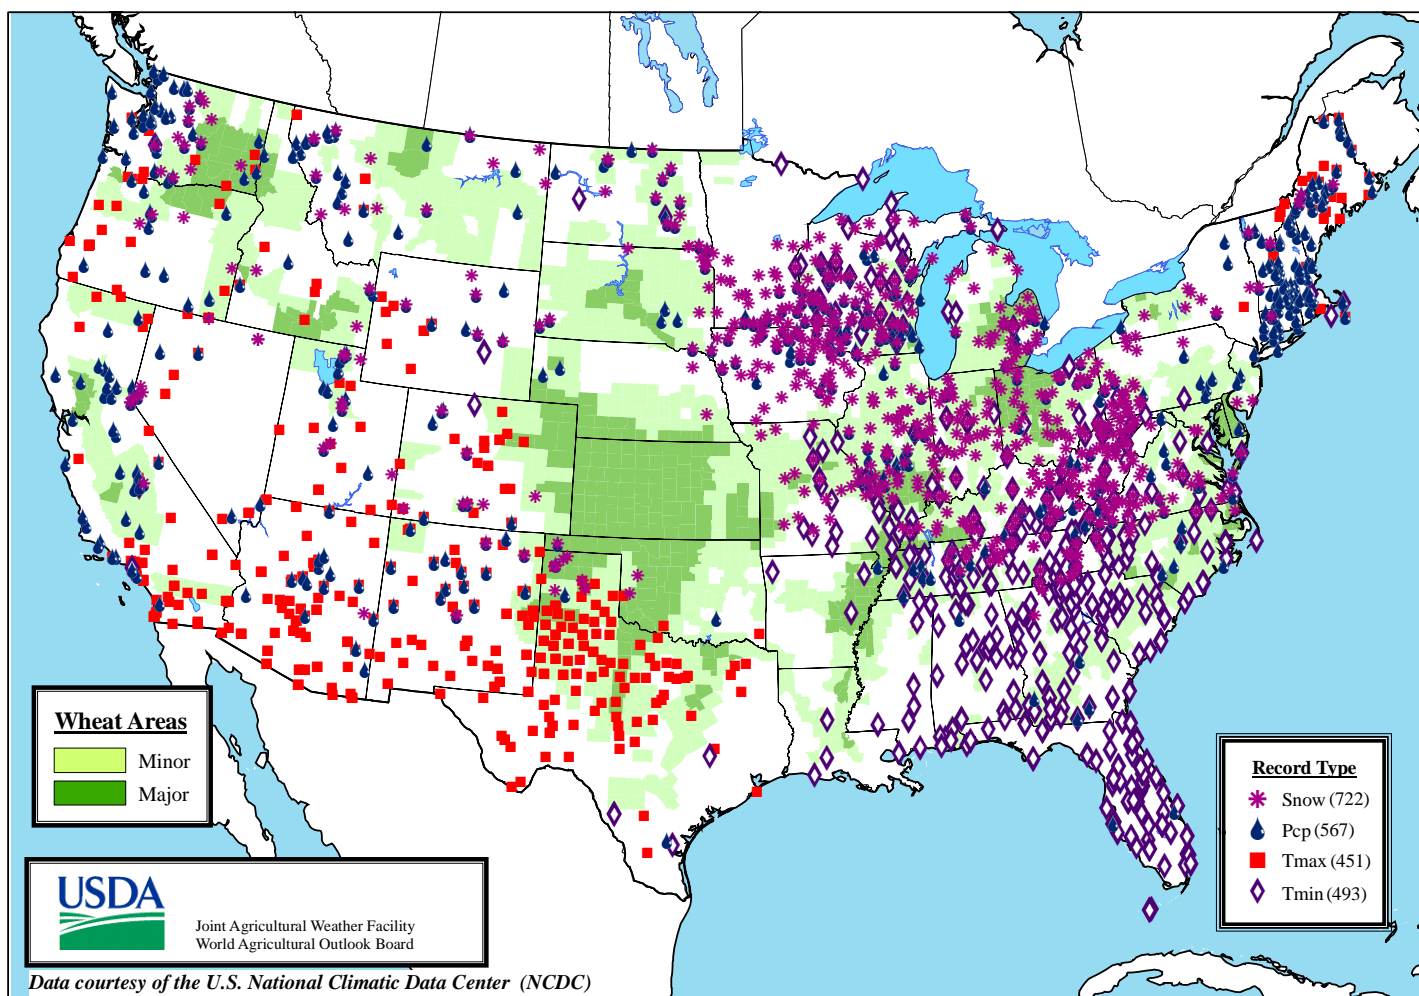 Wheat Areas
Minor
Major
Record Type
Snow (722)
Pcp (567)
Tmax (451)
Tmin (493)
USDA
Joint Agricultural Weather Facility
World Agricultural Outlook Board
Data courtesy of the U.S. National Climatic Data Center (NCDC)